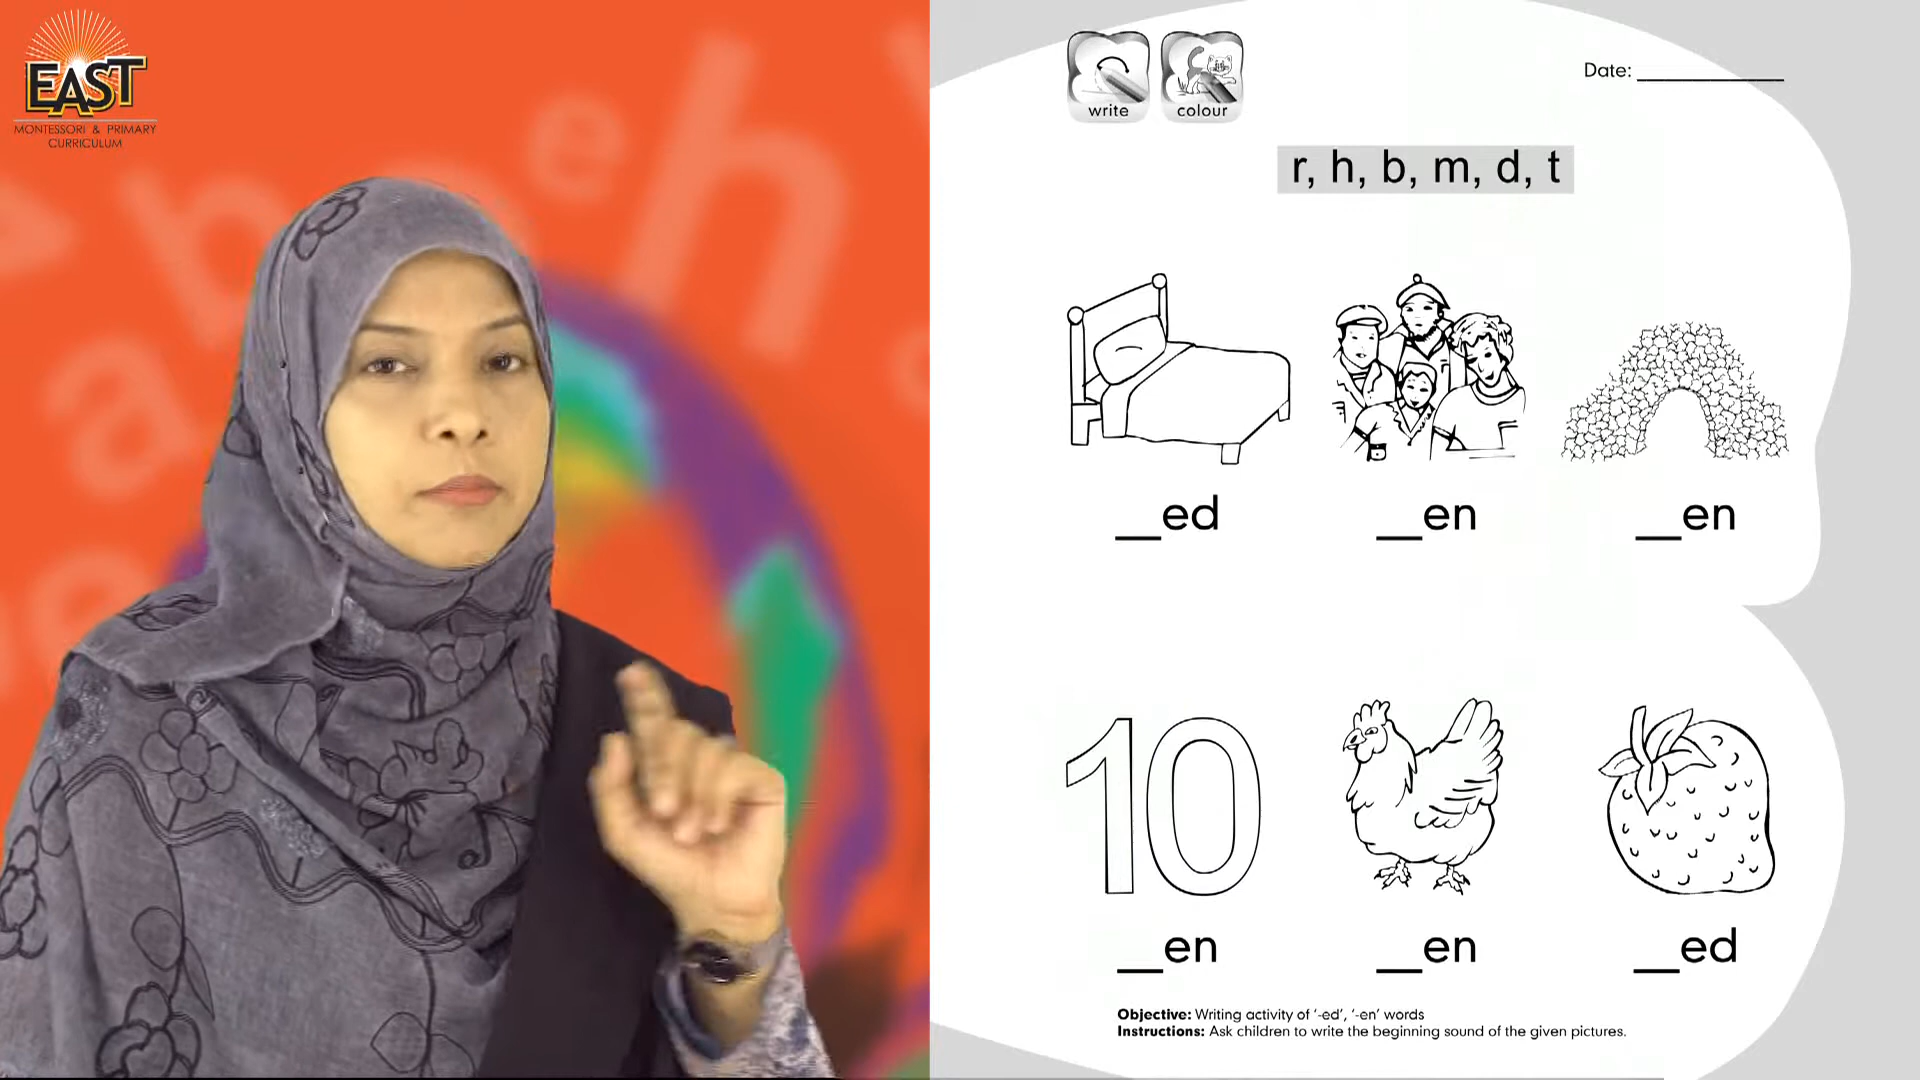 EAST
MONTESSORI & PRIMARY
CURRICULUM
write
colour
Date: ____________
r, h, b, m, d, t
__ed
__en
__en
10
__en
__en
__ed
Objective: Writing activity of '-ed', '-en' words
Instructions: Ask children to write the beginning sound of the given pictures.